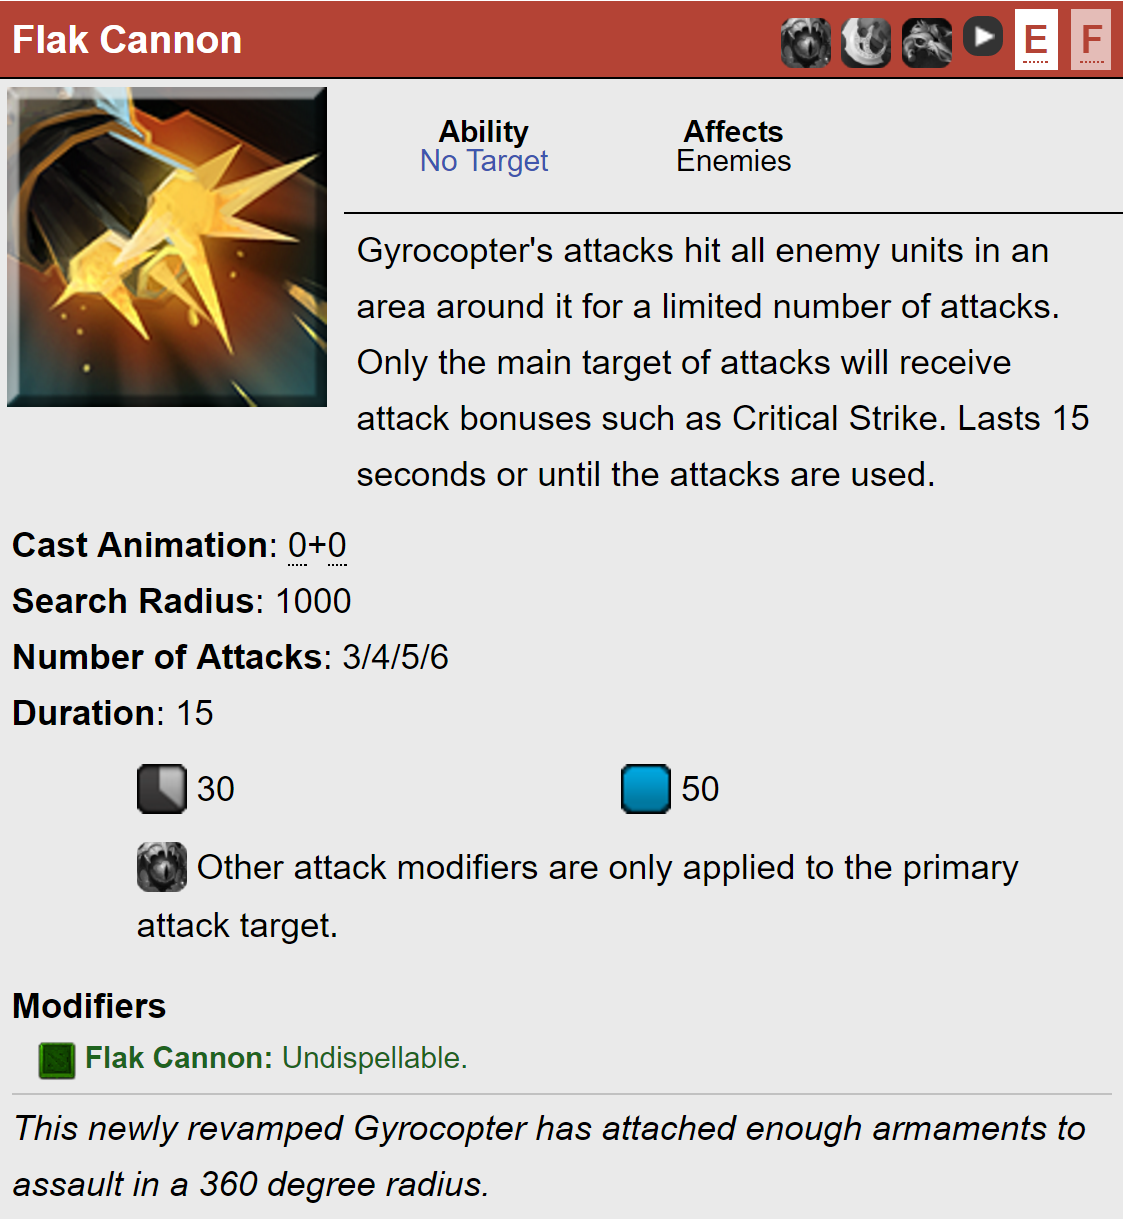 Flak Cannon E F
Ability Affects
No Target Enemies
Gyrocopter's attacks hit all enemy units in an
area around it for a limited number of attacks.
Only the main target of attacks will receive
attack bonuses such as Critical Strike. Lasts 15
seconds or until the attacks are used.
Cast Animation: 0+0
Search Radius: 1000
Number of Attacks: 3/4/5/6
Duration: 15
30 50
Other attack modifiers are only applied to the primary
attack target.
Modifiers
Flak Cannon: Undispellable.
This newly revamped Gyrocopter has attached enough armaments to
assault in a 360 degree radius.